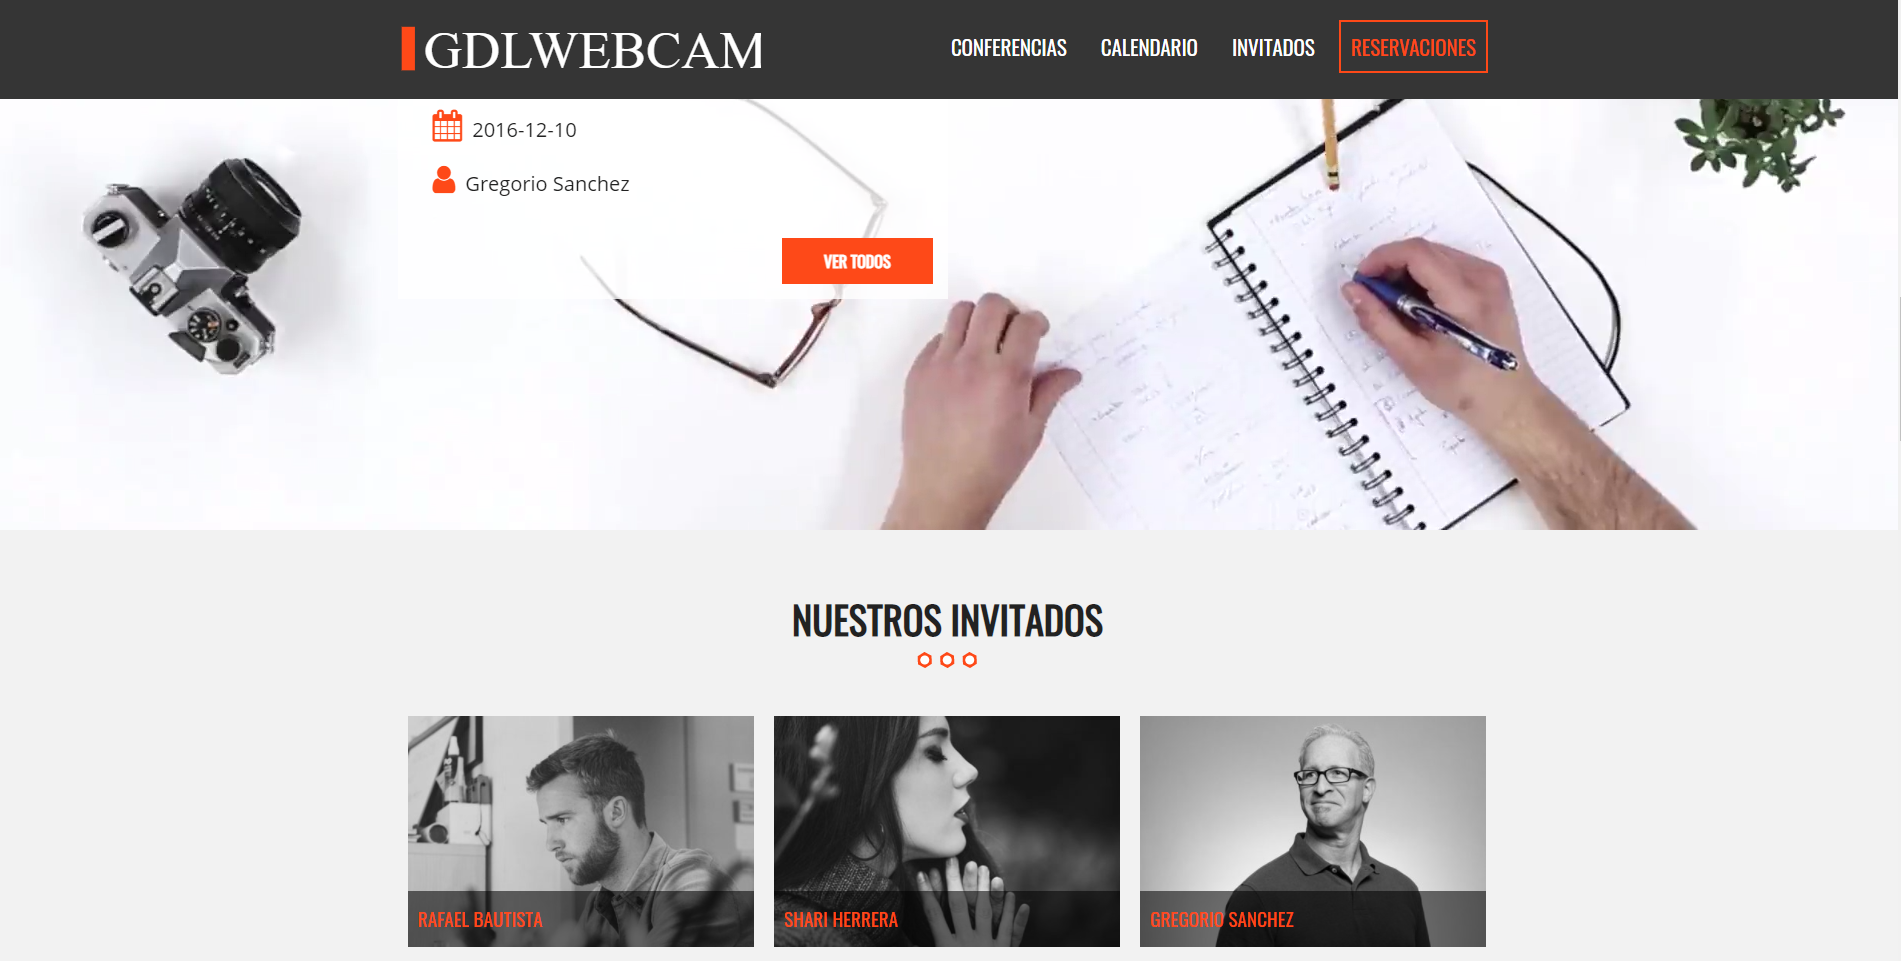 GDLWEBCAM
CONFERENCIAS CALENDARIO INVITADOS RESERVACIONES
2016-12-10
Gregorio Sanchez
VER TODOS
NUESTROS INVITADOS
RAFAEL BAUTISTA
SHARI HERRERA
GREGORIO SANCHEZ